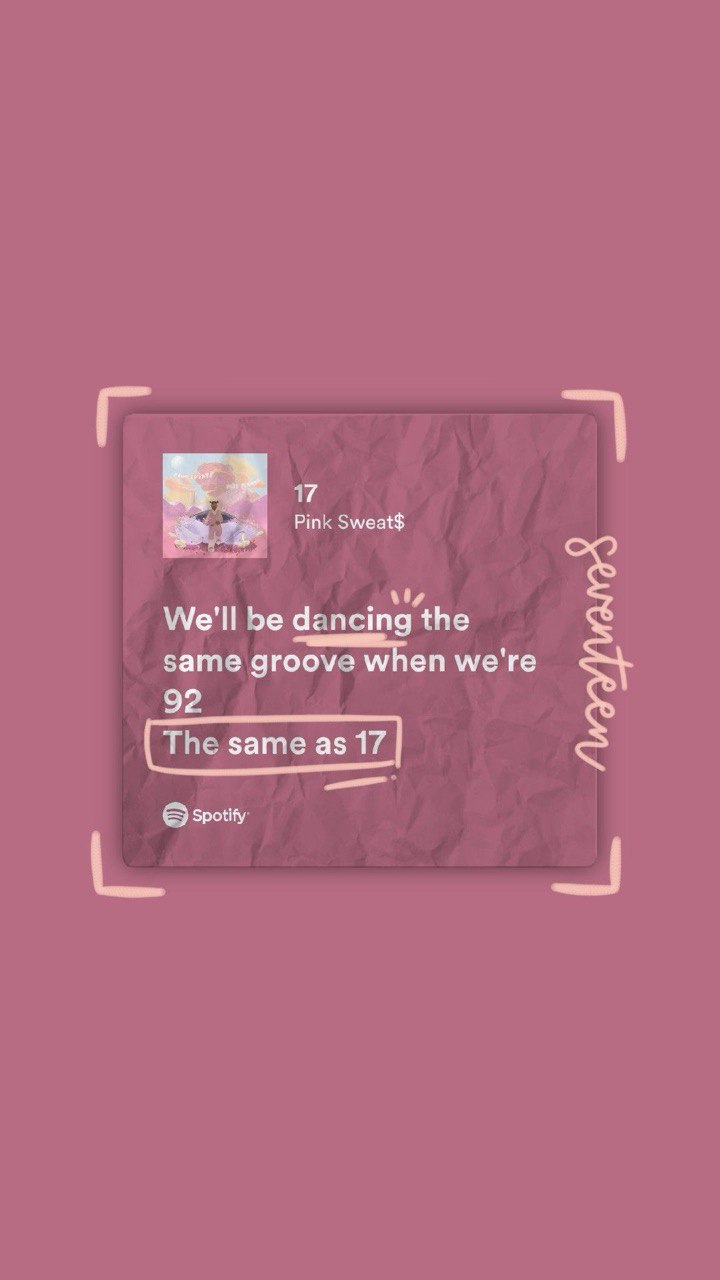 17
Pink Sweat$
We'll be dancing the
same groove when we're
92
The same as 17
Spotify
seventeen